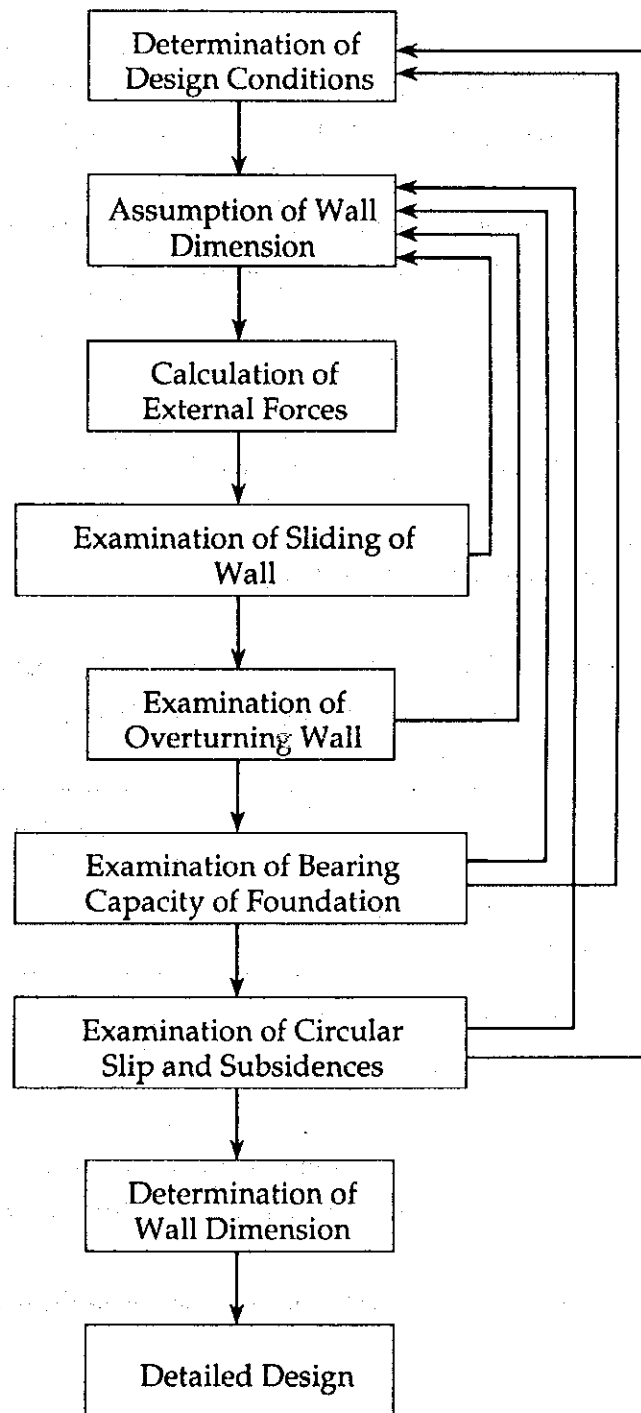 Determination of
Design Conditions
Assumption of Wall
Dimension
Calculation of
External Forces
Examination of Sliding of
Wall
Examination of
Overturning Wall
Examination of Bearing
Capacity of Foundation
Examination of Circular
Slip and Subsidences
Determination of
Wall Dimension
Detailed Design